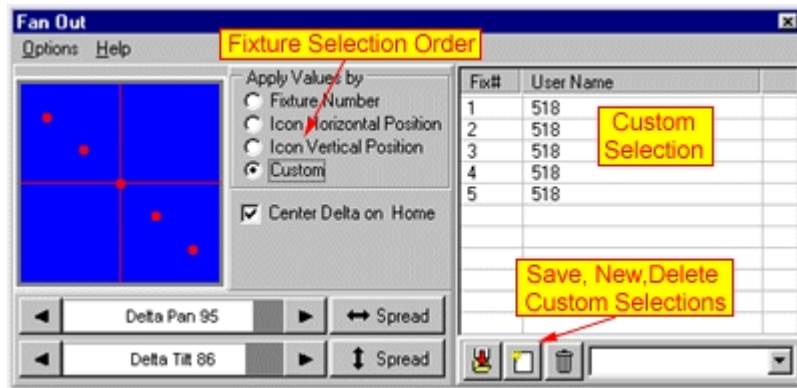 Fan Out
Options Help
Fixture Selection Order
Apply Values by
Fixture Number
Icon Horizontal Position
Icon Vertical Position
Custom
Center Delta on Home
Delta Pan 95
Spread
Delta Tilt 86
Spread
Fix# User Name
1 518
2 518
3 518
4 518
5 518
Custom
Selection
Save, New,Delete
Custom Selections